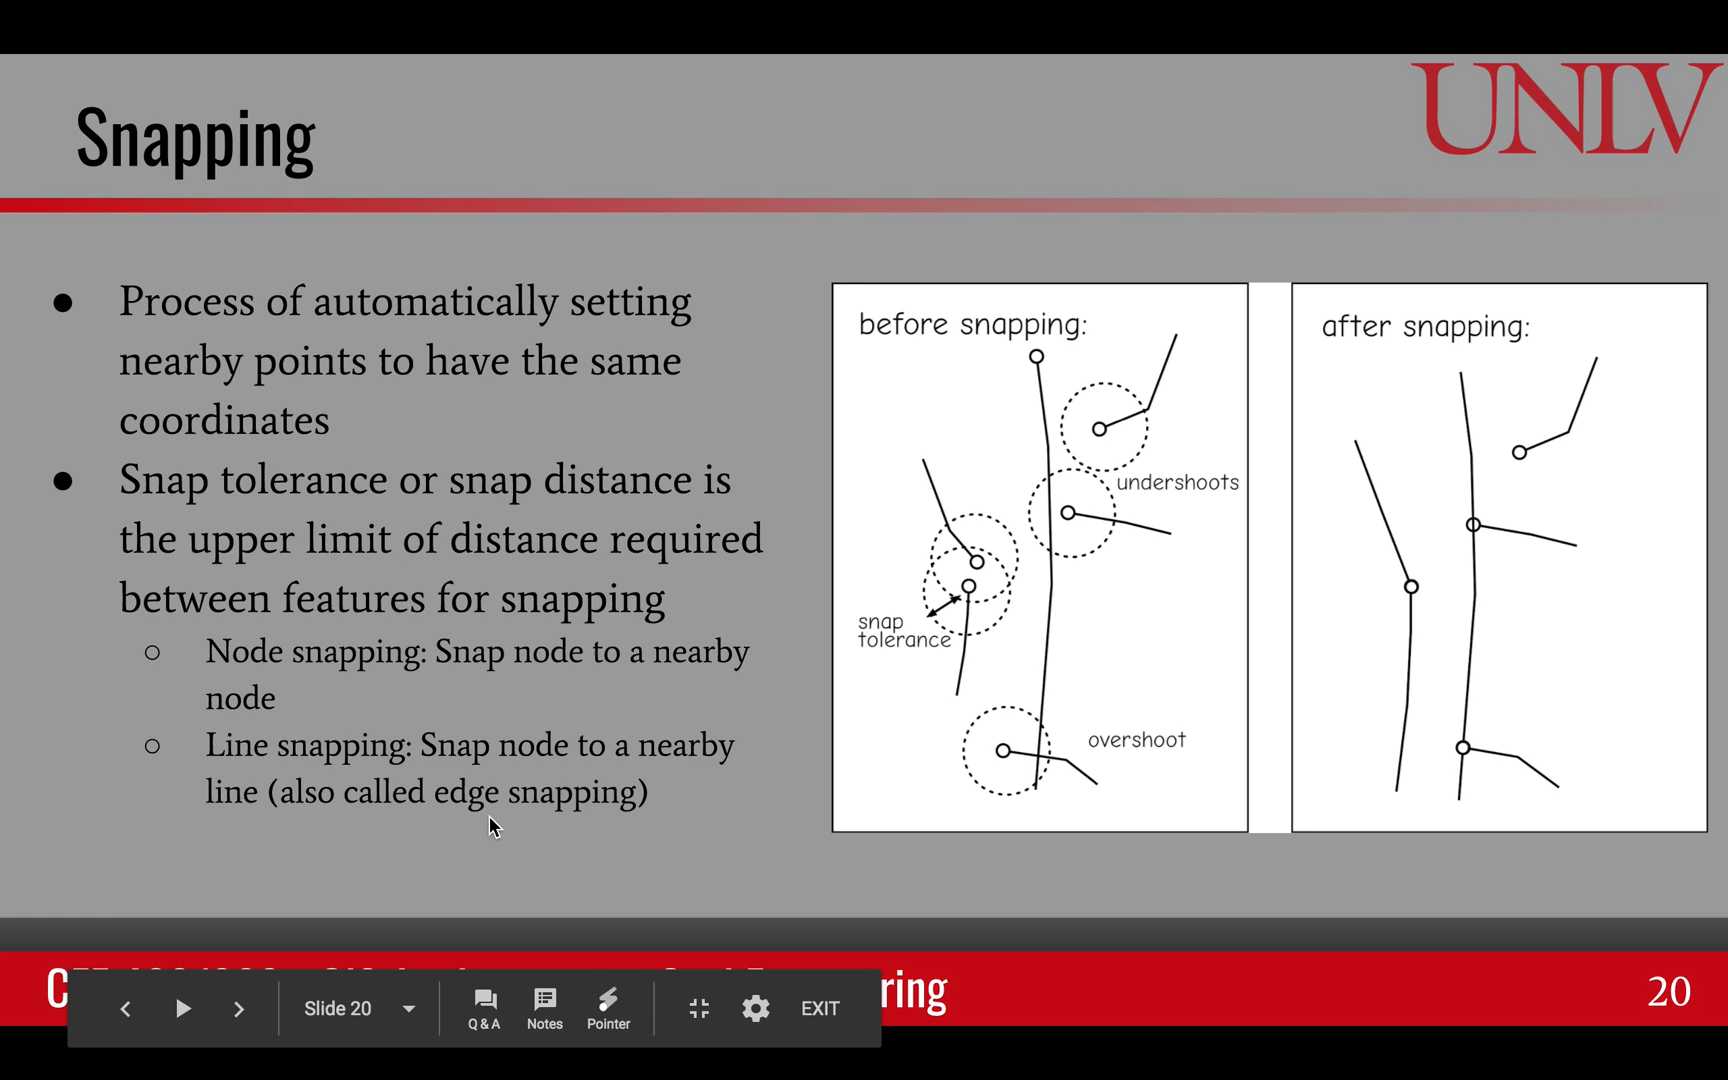 UNLV
Snapping
● Process of automatically setting
nearby points to have the same
coordinates
● Snap tolerance or snap distance is
the upper limit of distance required
between features for snapping
○ Node snapping: Snap node to a nearby
node
○ Line snapping: Snap node to a nearby
line (also called edge snapping)
before snapping:
undershoots
snap
tolerance
overshoot
after snapping:
20
Slide 20
Q & A
Notes
Pointer
EXIT